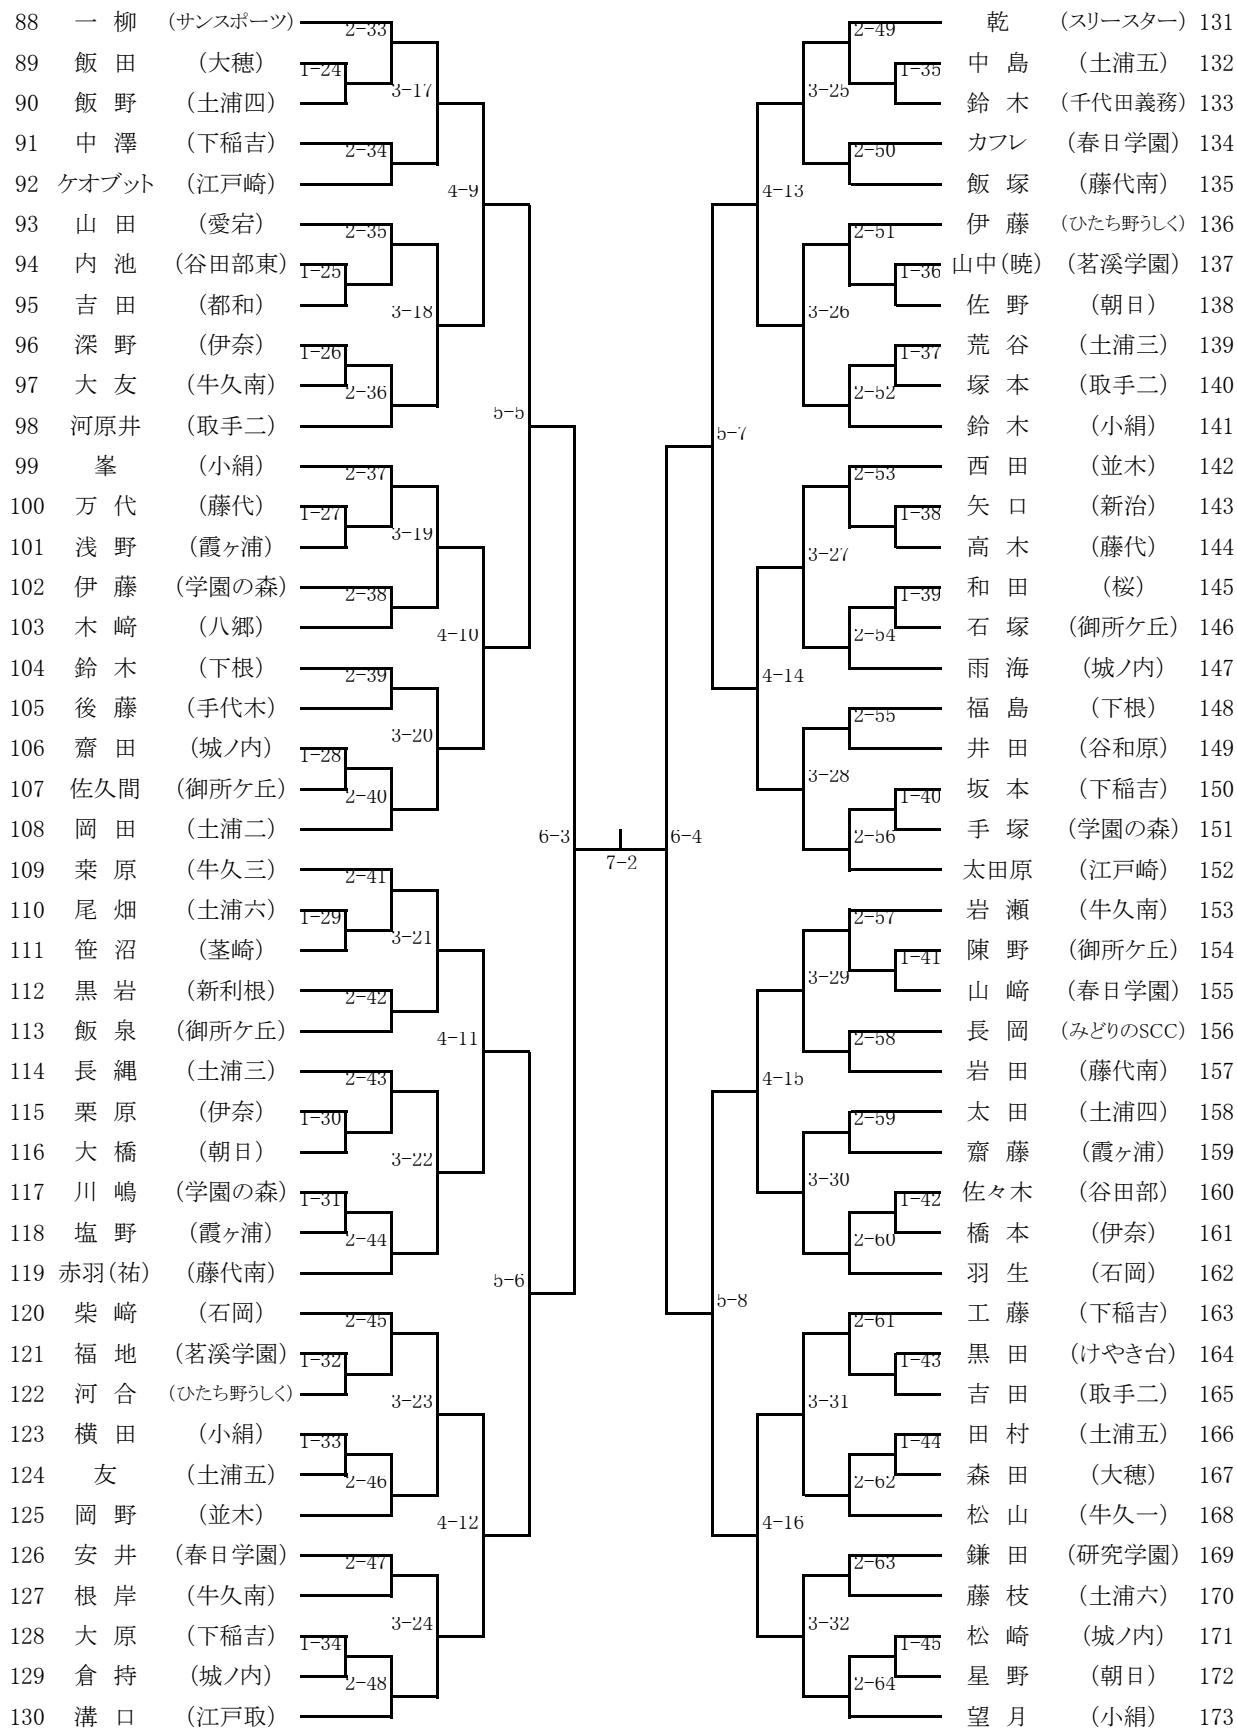 88 一 柳 （サンスポーツ）
89 飯 田 （大穂）
90 飯 野 （土浦四）
91 中 澤 （下稲吉）
92 ケオブット （江戸崎）
93 山 田 （愛宕）
94 内 池 （谷田部東）
95 吉 田 （都和）
96 深 野 （伊奈）
97 大 友 （牛久南）
98 河原井 （取手二）
99 峯 （小絹）
100 万 代 （藤代）
101 浅 野 （霞ヶ浦）
102 伊 藤 （学園の森）
103 木 﨑 （八郷）
104 鈴 木 （下根）
105 後 藤 （手代木）
106 齋 田 （城ノ内）
107 佐久間 （御所ケ丘）
108 岡 田 （土浦二）
109 桒 原 （牛久三）
110 尾 畑 （土浦六）
111 笹 沼 （茎崎）
112 黒 岩 （新利根）
113 飯 泉 （御所ケ丘）
114 長 縄 （土浦三）
115 栗 原 （伊奈）
116 大 橋 （朝日）
117 川 嶋 （学園の森）
118 塩 野 （霞ヶ浦）
119 赤羽（祐） （藤代南）
120 柴 﨑 （石岡）
121 福 地 （茗溪学園）
122 河 合 （ひたち野うしく）
123 横 田 （小絹）
124 友 （土浦五）
125 岡 野 （並木）
126 安 井 （春日学園）
127 根 岸 （牛久南）
128 大 原 （下稲吉）
129 倉 持 （城ノ内）
130 溝 口 （江戸取）
1-24
1-25
1-26
1-27
1-28
1-29
1-30
1-31
1-32
1-33
1-34
2-33
2-34
2-35
2-36
2-37
2-38
2-39
2-40
2-41
2-42
2-43
2-44
2-45
2-46
2-47
2-48
3-17
3-18
3-19
3-20
3-21
3-22
3-23
3-24
4-9
4-10
4-11
4-12
5-5
5-6
6-3
7-2
6-4
5-7
5-8
4-13
4-14
4-15
4-16
3-25
3-26
3-27
3-28
3-29
3-30
3-31
3-32
2-49
2-50
2-51
2-52
2-53
2-54
2-55
2-56
2-57
2-58
2-59
2-60
2-61
2-62
2-63
2-64
1-35
1-36
1-37
1-38
1-39
1-40
1-41
1-42
1-43
1-44
1-45
乾 （スリースター） 131
中 島 （土浦五） 132
鈴 木 （千代田義務） 133
カフレ （春日学園） 134
飯 塚 （藤代南） 135
伊 藤 （ひたち野うしく） 136
山中（暁） （茗溪学園） 137
佐 野 （朝日） 138
荒 谷 （土浦三） 139
塚 本 （取手二） 140
鈴 木 （小絹） 141
西 田 （並木） 142
矢 口 （新治） 143
高 木 （藤代） 144
和 田 （桜） 145
石 塚 （御所ケ丘） 146
雨 海 （城ノ内） 147
福 島 （下根） 148
井 田 （谷和原） 149
坂 本 （下稲吉） 150
手 塚 （学園の森） 151
太田原 （江戸崎） 152
岩 瀬 （牛久南） 153
陳 野 （御所ケ丘） 154
山 﨑 （春日学園） 155
長 岡 （みどりのSCC） 156
岩 田 （藤代南） 157
太 田 （土浦四） 158
齋 藤 （霞ヶ浦） 159
佐々木 （谷田部） 160
橋 本 （伊奈） 161
羽 生 （石岡） 162
工 藤 （下稲吉） 163
黒 田 （けやき台） 164
吉 田 （取手二） 165
田 村 （土浦五） 166
森 田 （大穂） 167
松 山 （牛久一） 168
鎌 田 （研究学園） 169
藤 枝 （土浦六） 170
松 崎 （城ノ内） 171
星 野 （朝日） 172
望 月 （小絹） 173